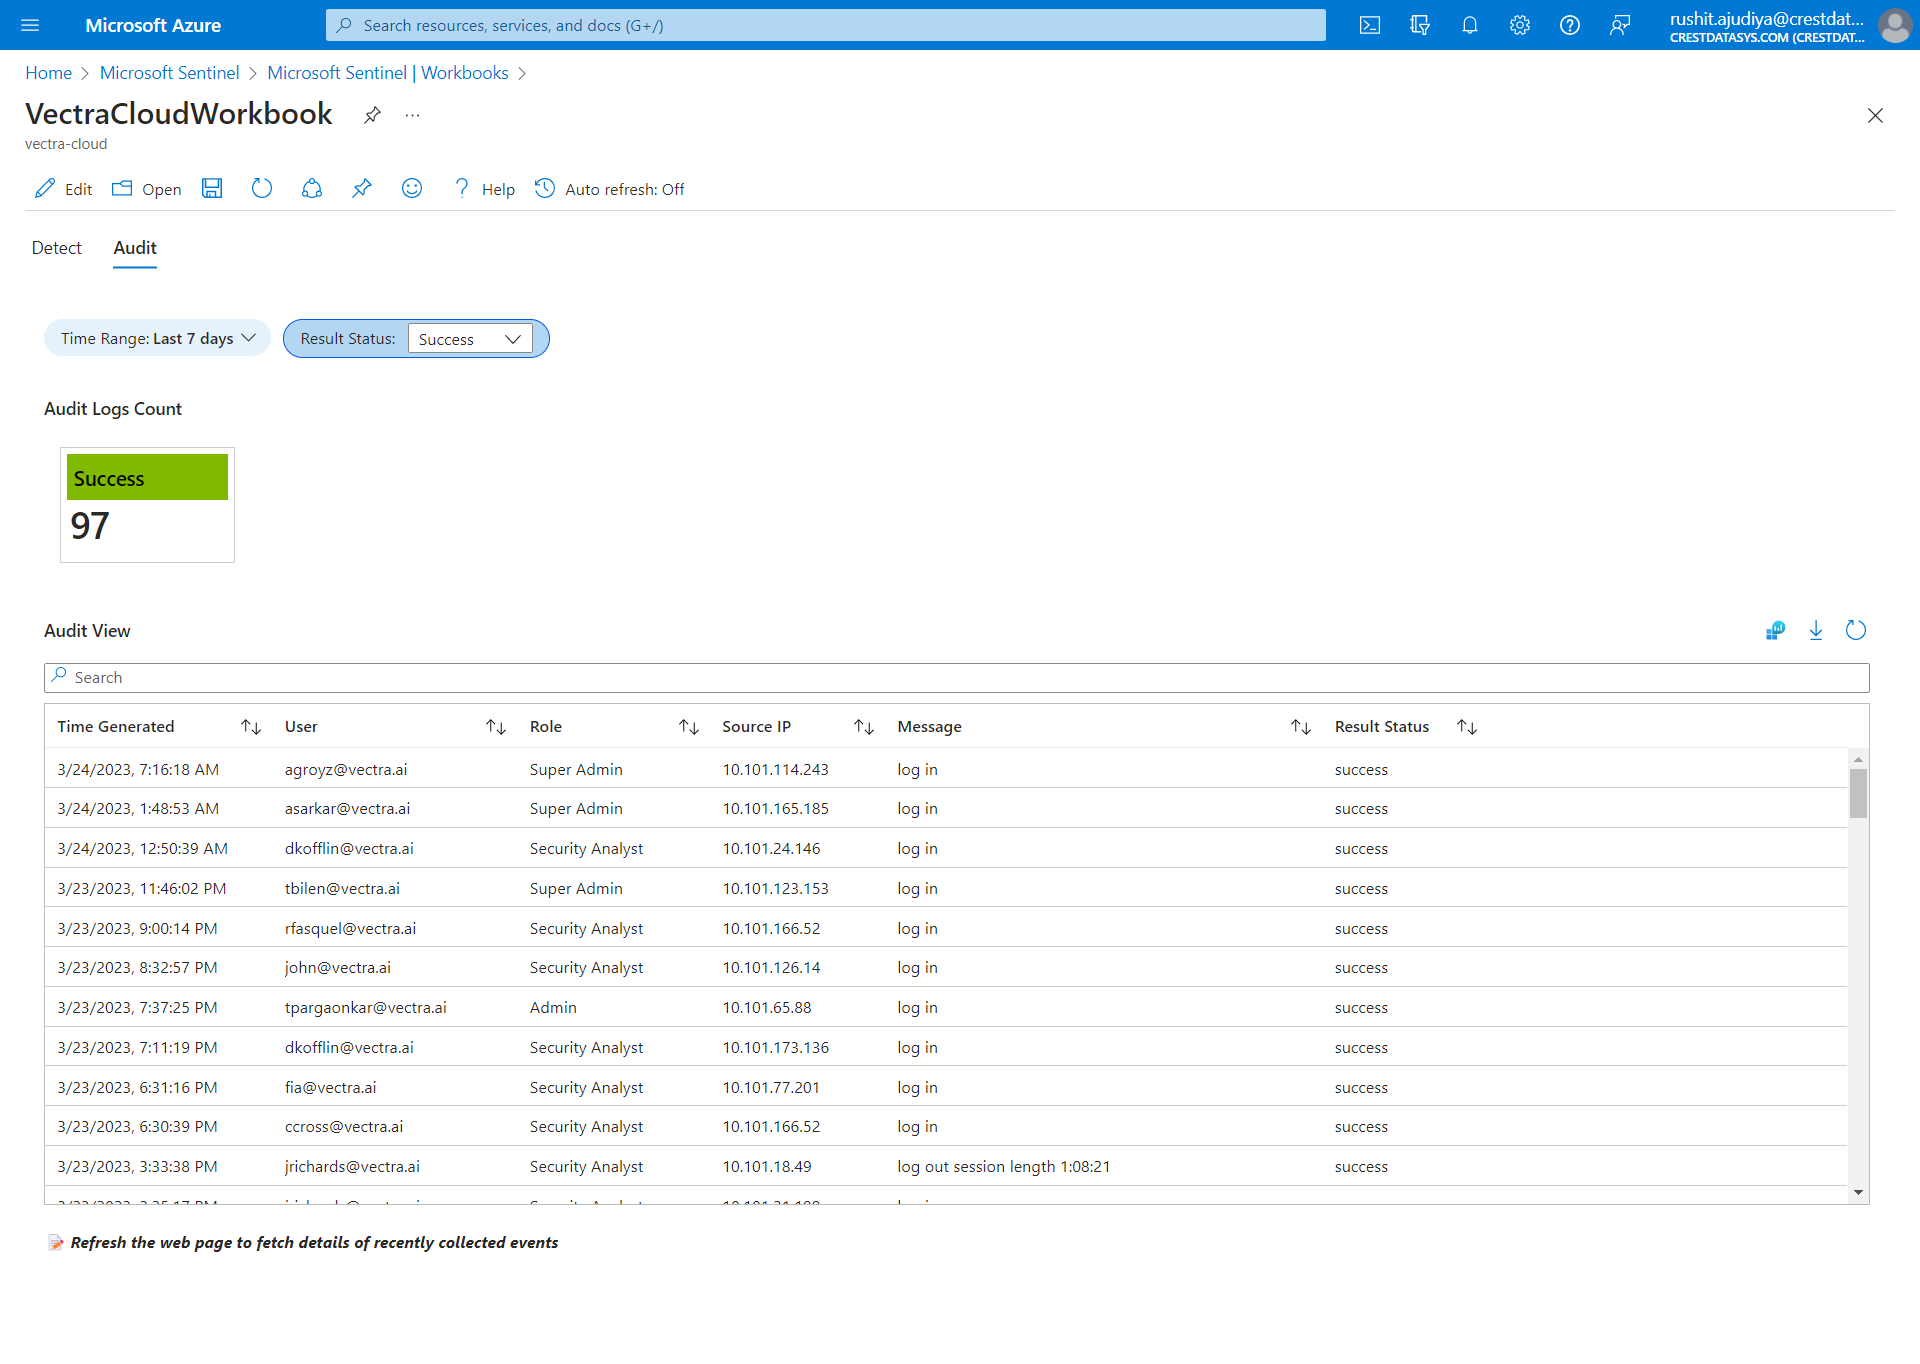 Microsoft Azure
Search resources, services, and docs (G+/)
rushit.ajudiya@crestdat...
CRESTDATASYS.COM (CRESTDAT...
Home > Microsoft Sentinel > Microsoft Sentinel | Workbooks >
VectraCloudWorkbook ...
vectra-cloud
Edit Open Help Auto refresh: Off
Detect Audit
Time Range: Last 7 days Result Status: Success
Audit Logs Count
Success
97
Audit View
Search
Time Generated User Role Source IP Message Result Status
3/24/2023, 7:16:18 AM agroyz@vectra.ai Super Admin 10.101.114.243 log in success
3/24/2023, 1:48:53 AM asarkar@vectra.ai Super Admin 10.101.165.185 log in success
3/24/2023, 12:50:39 AM dkofflin@vectra.ai Security Analyst 10.101.24.146 log in success
3/23/2023, 11:46:02 PM tbilen@vectra.ai Super Admin 10.101.123.153 log in success
3/23/2023, 9:00:14 PM rfasquel@vectra.ai Security Analyst 10.101.166.52 log in success
3/23/2023, 8:32:57 PM john@vectra.ai Security Analyst 10.101.126.14 log in success
3/23/2023, 7:37:25 PM tpargaonkar@vectra.ai Admin 10.101.65.88 log in success
3/23/2023, 7:11:19 PM dkofflin@vectra.ai Security Analyst 10.101.173.136 log in success
3/23/2023, 6:31:16 PM fia@vectra.ai Security Analyst 10.101.77.201 log in success
3/23/2023, 6:30:39 PM ccross@vectra.ai Security Analyst 10.101.166.52 log in success
3/23/2023, 3:33:38 PM jrichards@vectra.ai Security Analyst 10.101.18.49 log out session length 1:08:21 success
Refresh the web page to fetch details of recently collected events